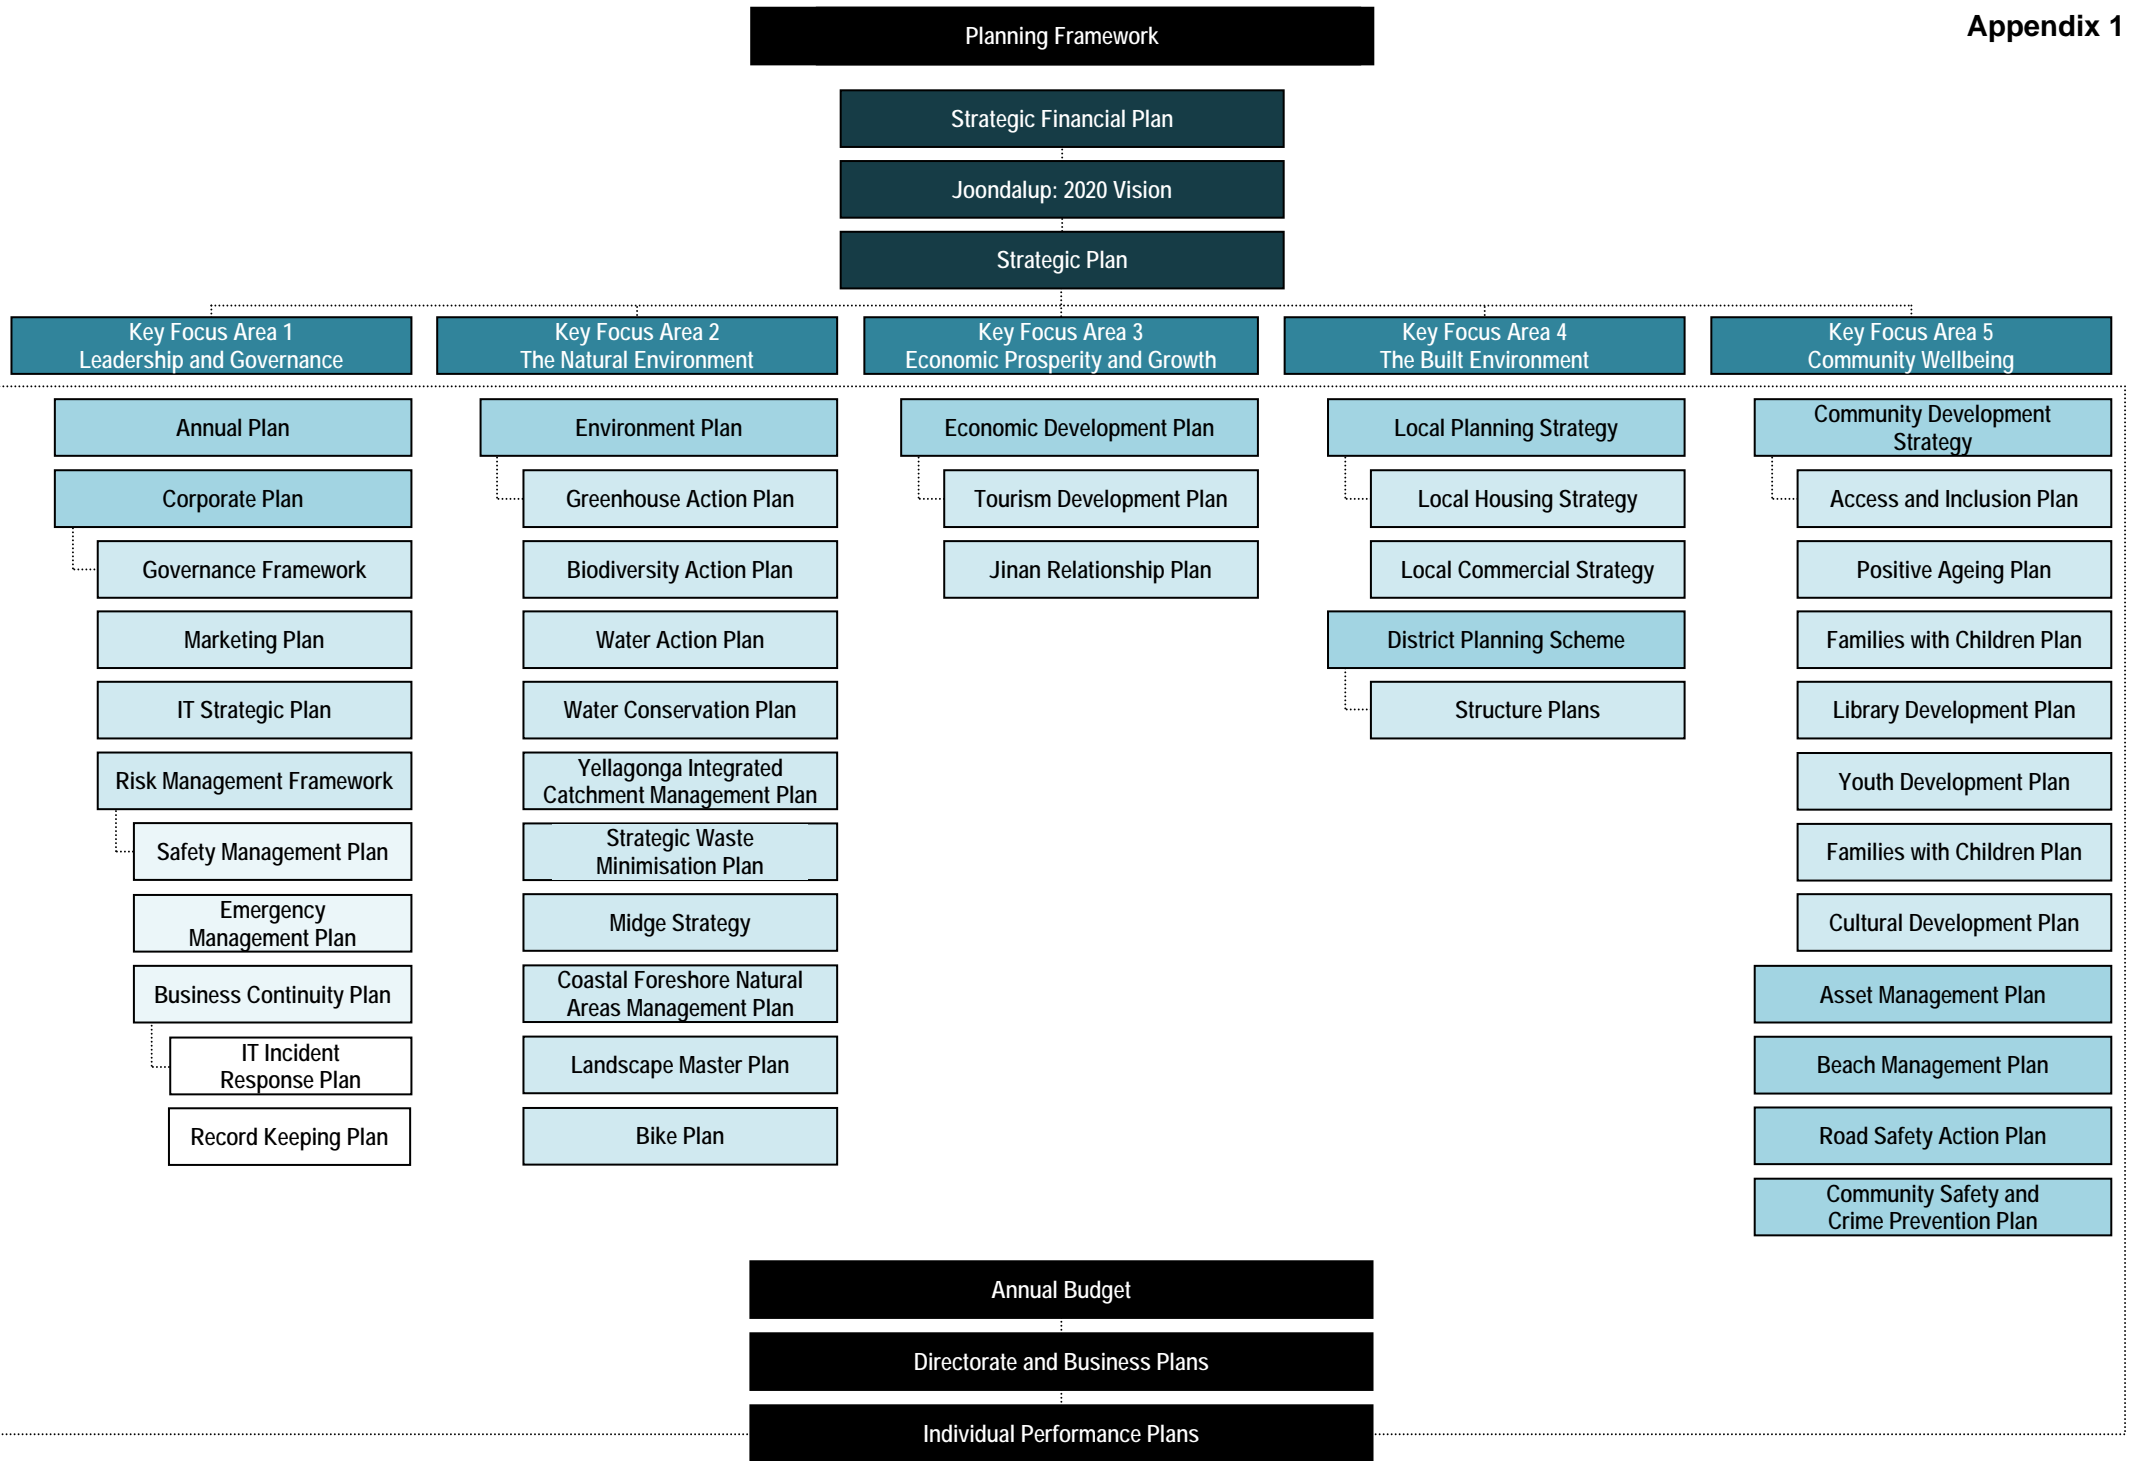 Appendix 1
Planning Framework
Strategic Financial Plan
Joondalup: 2020 Vision
Strategic Plan
Key Focus Area 1
Leadership and Governance
Key Focus Area 2
The Natural Environment
Key Focus Area 3
Economic Prosperity and Growth
Key Focus Area 4
The Built Environment
Key Focus Area 5
Community Wellbeing
Annual Plan
Corporate Plan
Governance Framework
Marketing Plan
IT Strategic Plan
Risk Management Framework
Safety Management Plan
Emergency
Management Plan
Business Continuity Plan
IT Incident
Response Plan
Record Keeping Plan
Environment Plan
Greenhouse Action Plan
Biodiversity Action Plan
Water Action Plan
Water Conservation Plan
Yellagonga Integrated
Catchment Management Plan
Strategic Waste
Minimisation Plan
Midge Strategy
Coastal Foreshore Natural
Areas Management Plan
Landscape Master Plan
Bike Plan
Economic Development Plan
Tourism Development Plan
Jinan Relationship Plan
Local Planning Strategy
Local Housing Strategy
Local Commercial Strategy
District Planning Scheme
Structure Plans
Community Development
Strategy
Access and Inclusion Plan
Positive Ageing Plan
Families with Children Plan
Library Development Plan
Youth Development Plan
Families with Children Plan
Cultural Development Plan
Asset Management Plan
Beach Management Plan
Road Safety Action Plan
Community Safety and
Crime Prevention Plan
Annual Budget
Directorate and Business Plans
Individual Performance Plans